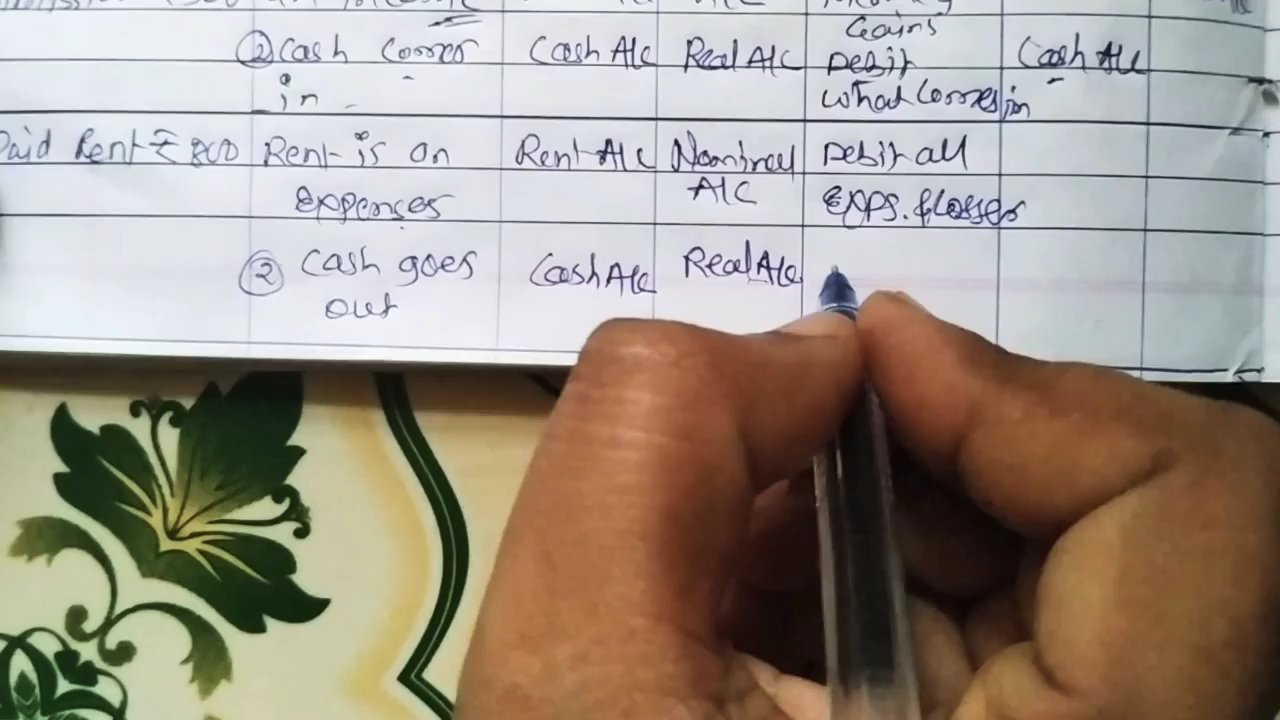 Gains
② Cash comes Cash A/c Real A/c Debit Cash A/c
in what comes in
Paid Rent ₹ 800 Rent is on Rent A/c Nominal Debit all
Expenses A/c Exps. & losses
② Cash goes Cash A/c Real A/c
out